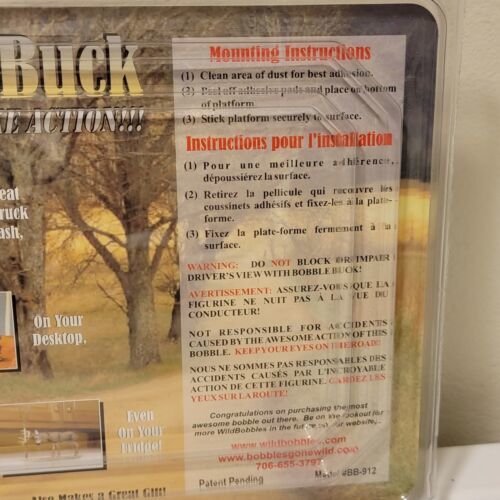 Buck
ACTION!!!
Mounting Instructions
(1) Clean area of dust for best adhesion.
(2) Peel off adhesive pads and place on bottom
of platform.
(3) Stick platform securely to surface.
Instructions pour l'installation
(1) Pour une meilleure adhérence,
dépoussiérez la surface.
(2) Retirez la pellicule qui recouvre les
coussinets adhésifs et fixez-les à la plate-
forme.
(3) Fixez la plate-forme fermement à la
surface.
WARNING: DO NOT BLOCK OR IMPAIR
DRIVER'S VIEW WITH BOBBLE BUCK!
AVERTISSEMENT: ASSUREZ-VOUS QUE LA
FIGURINE NE NUIT PAS À LA VUE DU
CONDUCTEUR!
NOT RESPONSIBLE FOR ACCIDENTS
CAUSED BY THE AWESOME ACTION OF THIS
BOBBLE. KEEP YOUR EYES ON THE ROAD!
NOUS NE SOMMES PAS RESPONSABLES DES
ACCIDENTS CAUSÉS PAR L'INCROYABLE
ACTION DE CETTE FIGURINE. GARDEZ LES
YEUX SUR LA ROUTE!
Congratulations on purchasing the most
awesome bobble out there. Be on the lookout for
more WildBobbles in the future on our website,..
www.wildbobbles.com
www.bobblesgonewild.com
706-655-3797
Patent Pending
Model #BB-912
On Your
Desktop,
Even
On Your
Fridge!
Also Makes a Great Gift!